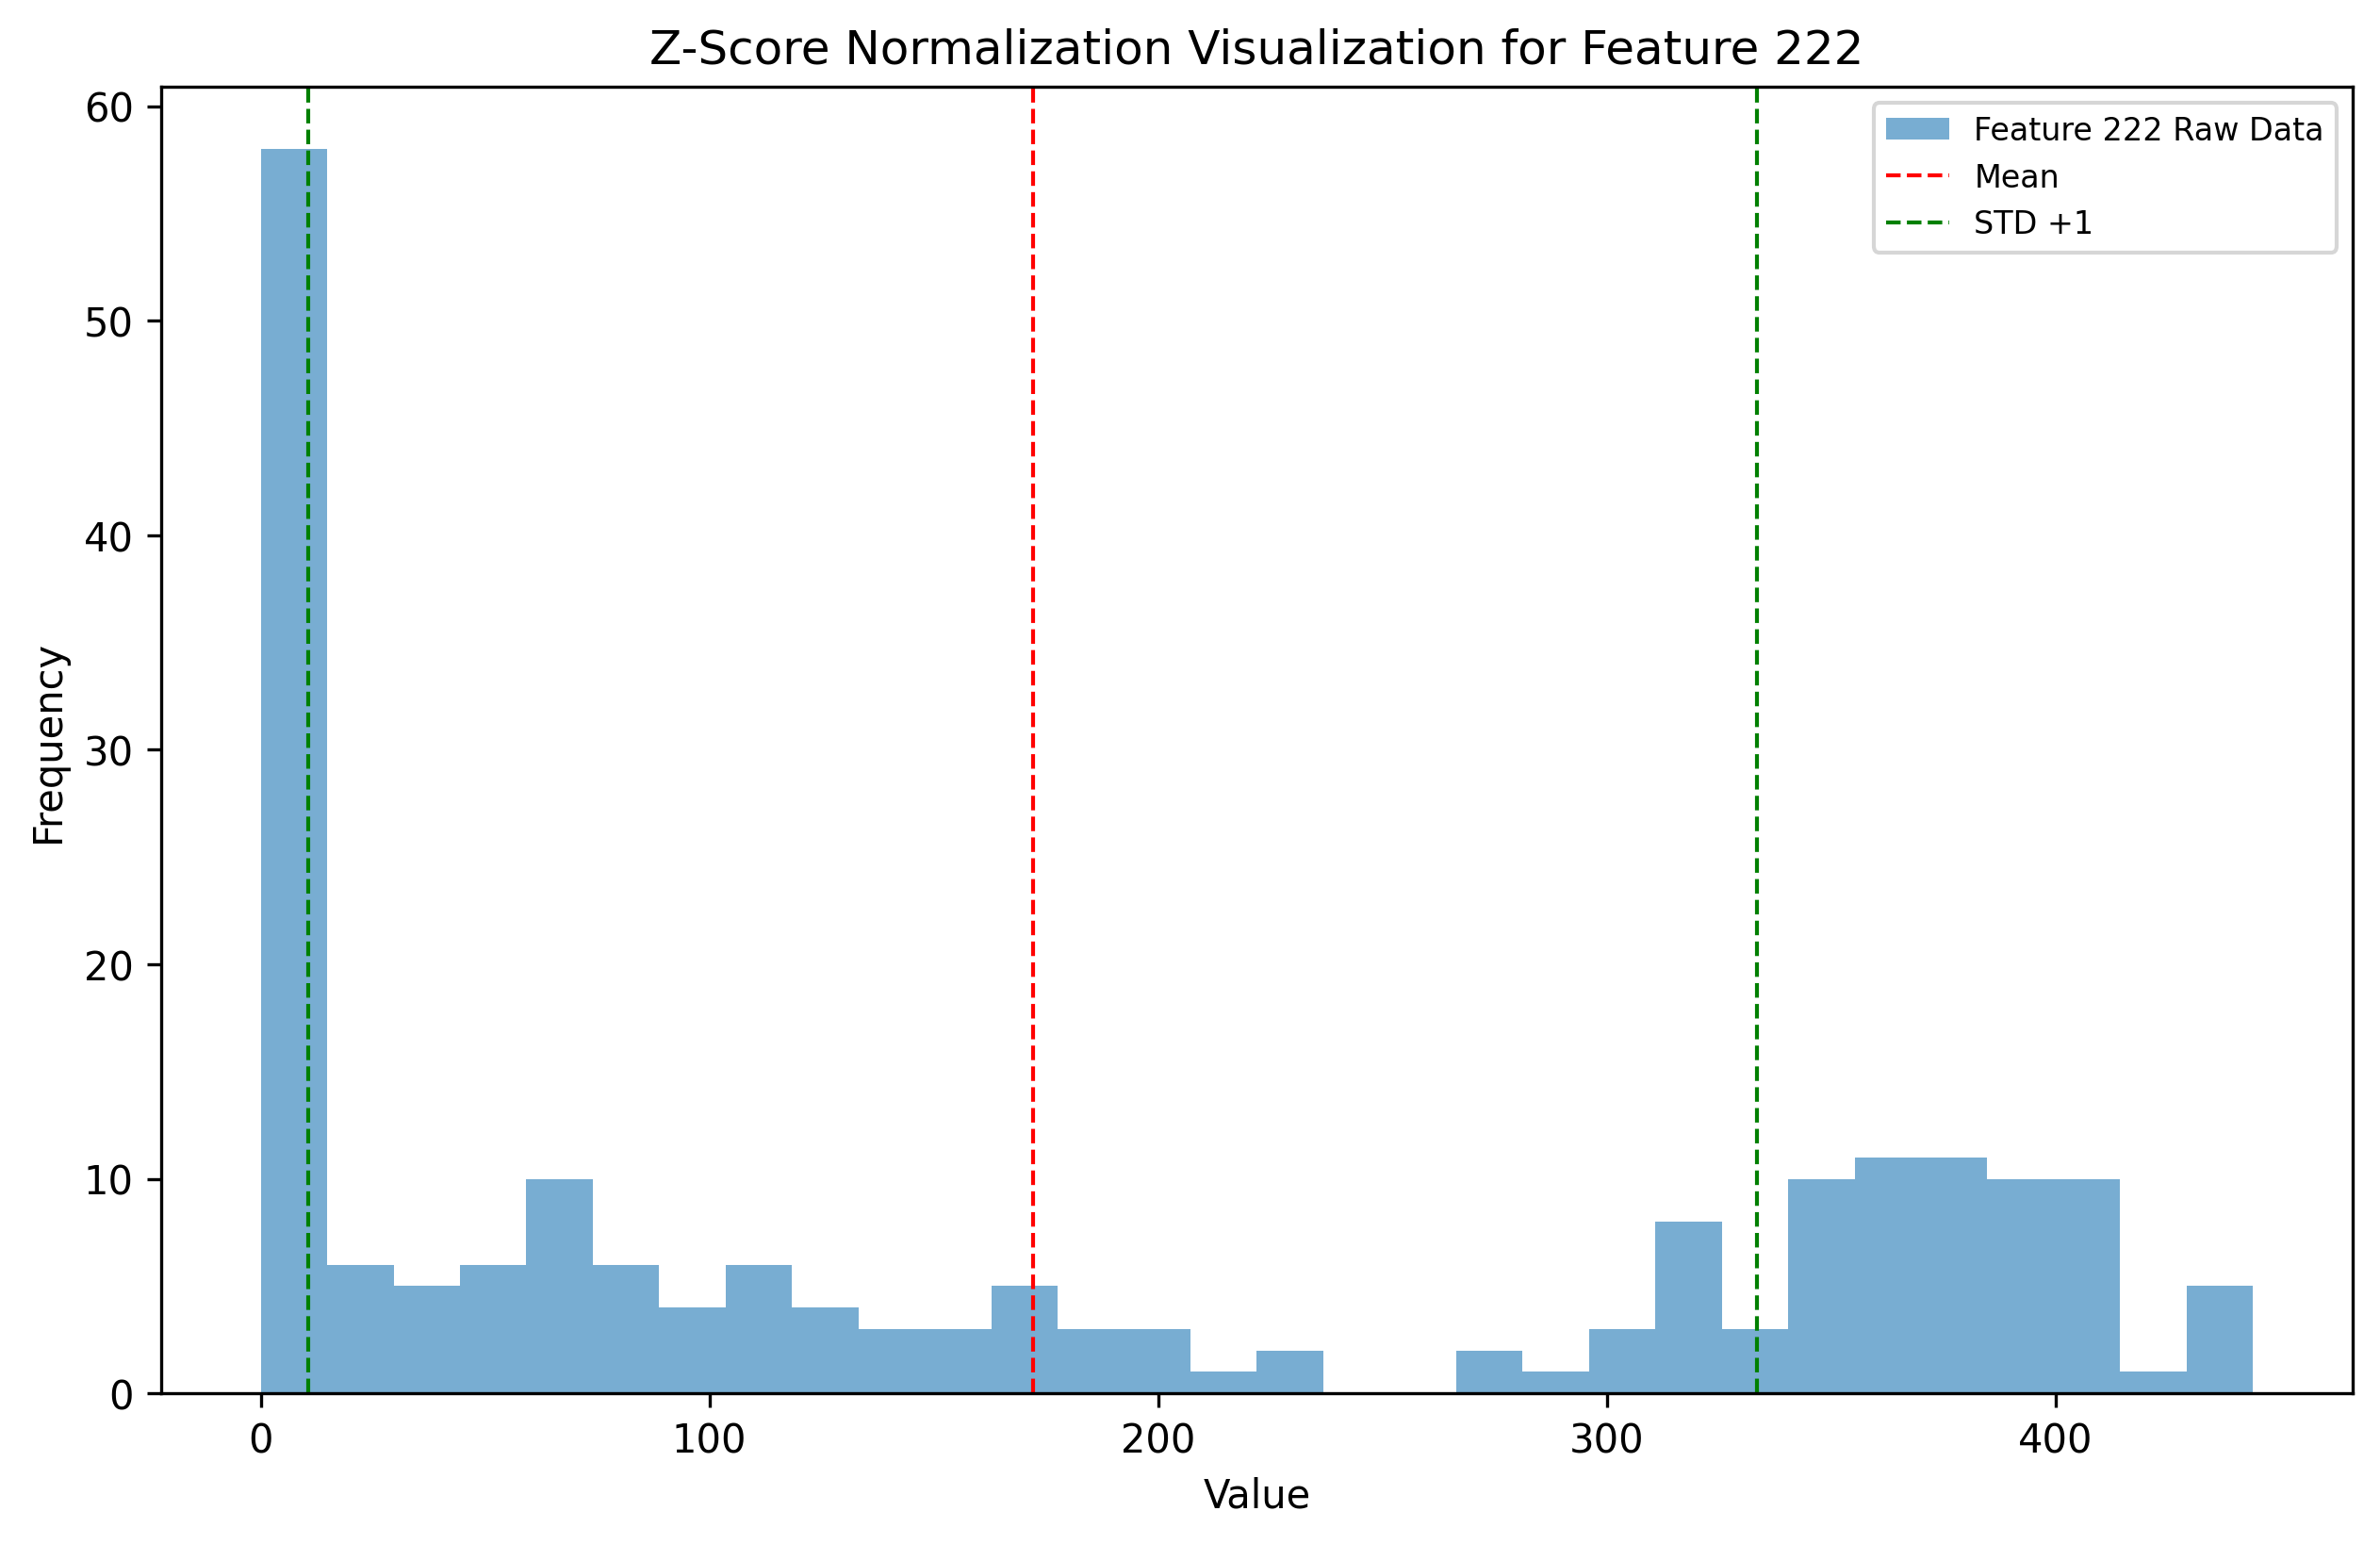 Z-Score Normalization Visualization for Feature 222
Feature 222 Raw Data
Mean
STD +1
60
50
40
30
20
10
0
Frequency
0 100 200 300 400
Value